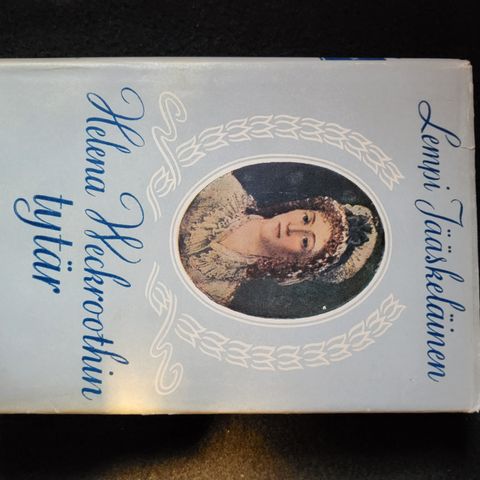 Lempi Jääskeläinen
Helena Weckroothin
tytär